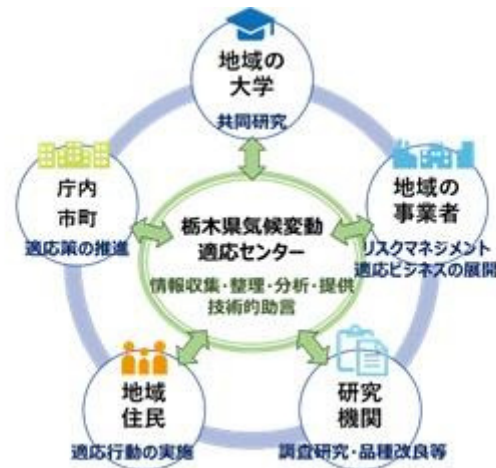 地域の
大学
共同研究
庁内
市町
適応策の推進
地域の
事業者
リスクマネジメント
適応ビジネスの展開
栃木県気候変動
適応センター
情報収集・整理・分析・提供
技術的助言
地域
住民
適応行動の実施
研究
機関
調査研究・品種改良等